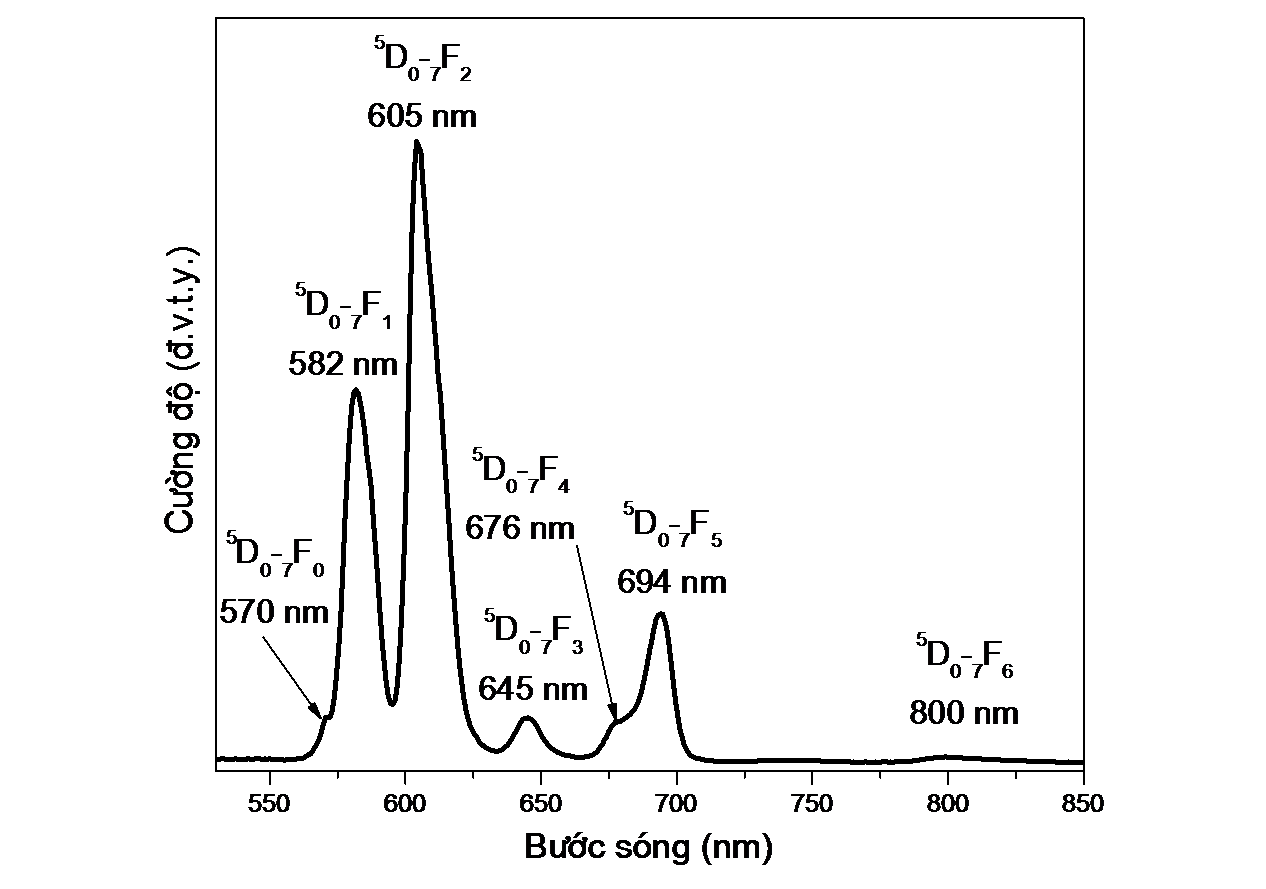 ⁵D₀-₇F₂
605 nm
⁵D₀-₇F₁
582 nm
⁵D₀-₇F₀
570 nm
⁵D₀-₇F₄
676 nm
⁵D₀-₇F₅
694 nm
⁵D₀-₇F₃
645 nm
⁵D₀-₇F₆
800 nm
Cường độ (đ.v.t.y.)
550 600 650 700 750 800 850
Bước sóng (nm)